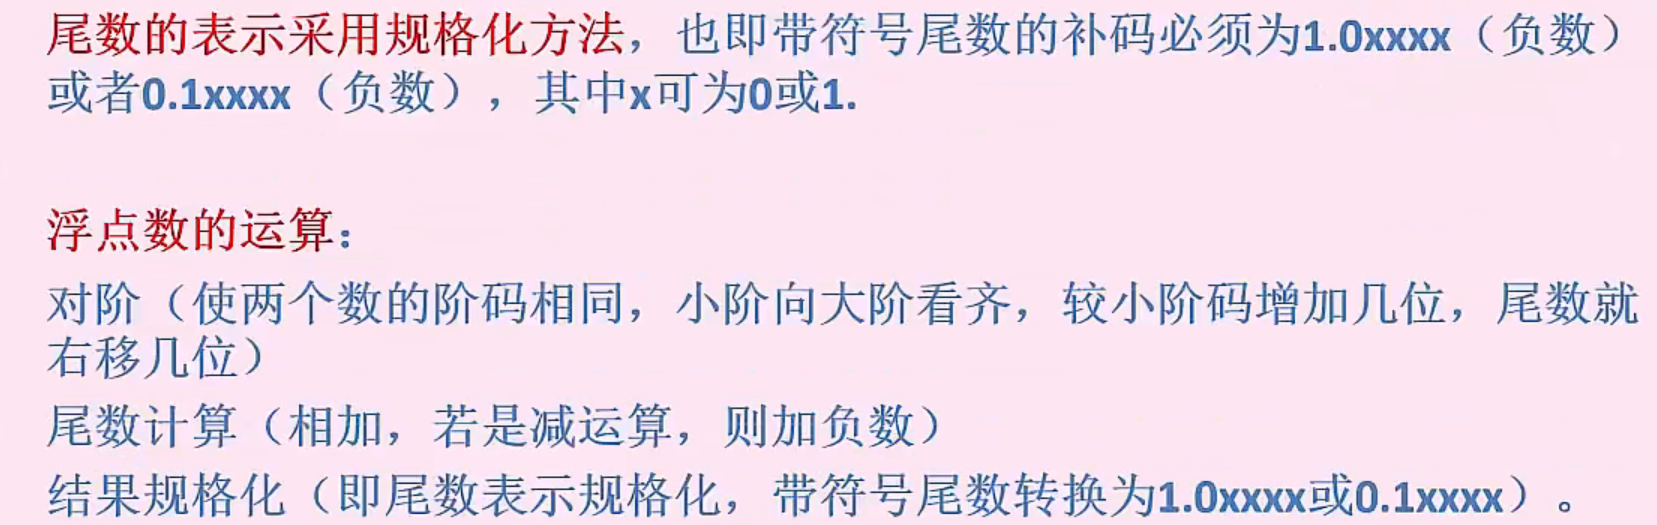 尾数的表示采用规格化方法，也即带符号尾数的补码必须为1.0xxxx（负数）
或者0.1xxxx（负数），其中x可为0或1.
浮点数的运算：
对阶（使两个数的阶码相同，小阶向大阶看齐，较小阶码增加几位，尾数就
右移几位）
尾数计算（相加，若是减运算，则加负数）
结果规格化（即尾数表示规格化，带符号尾数转换为1.0xxxx或0.1xxxx）。